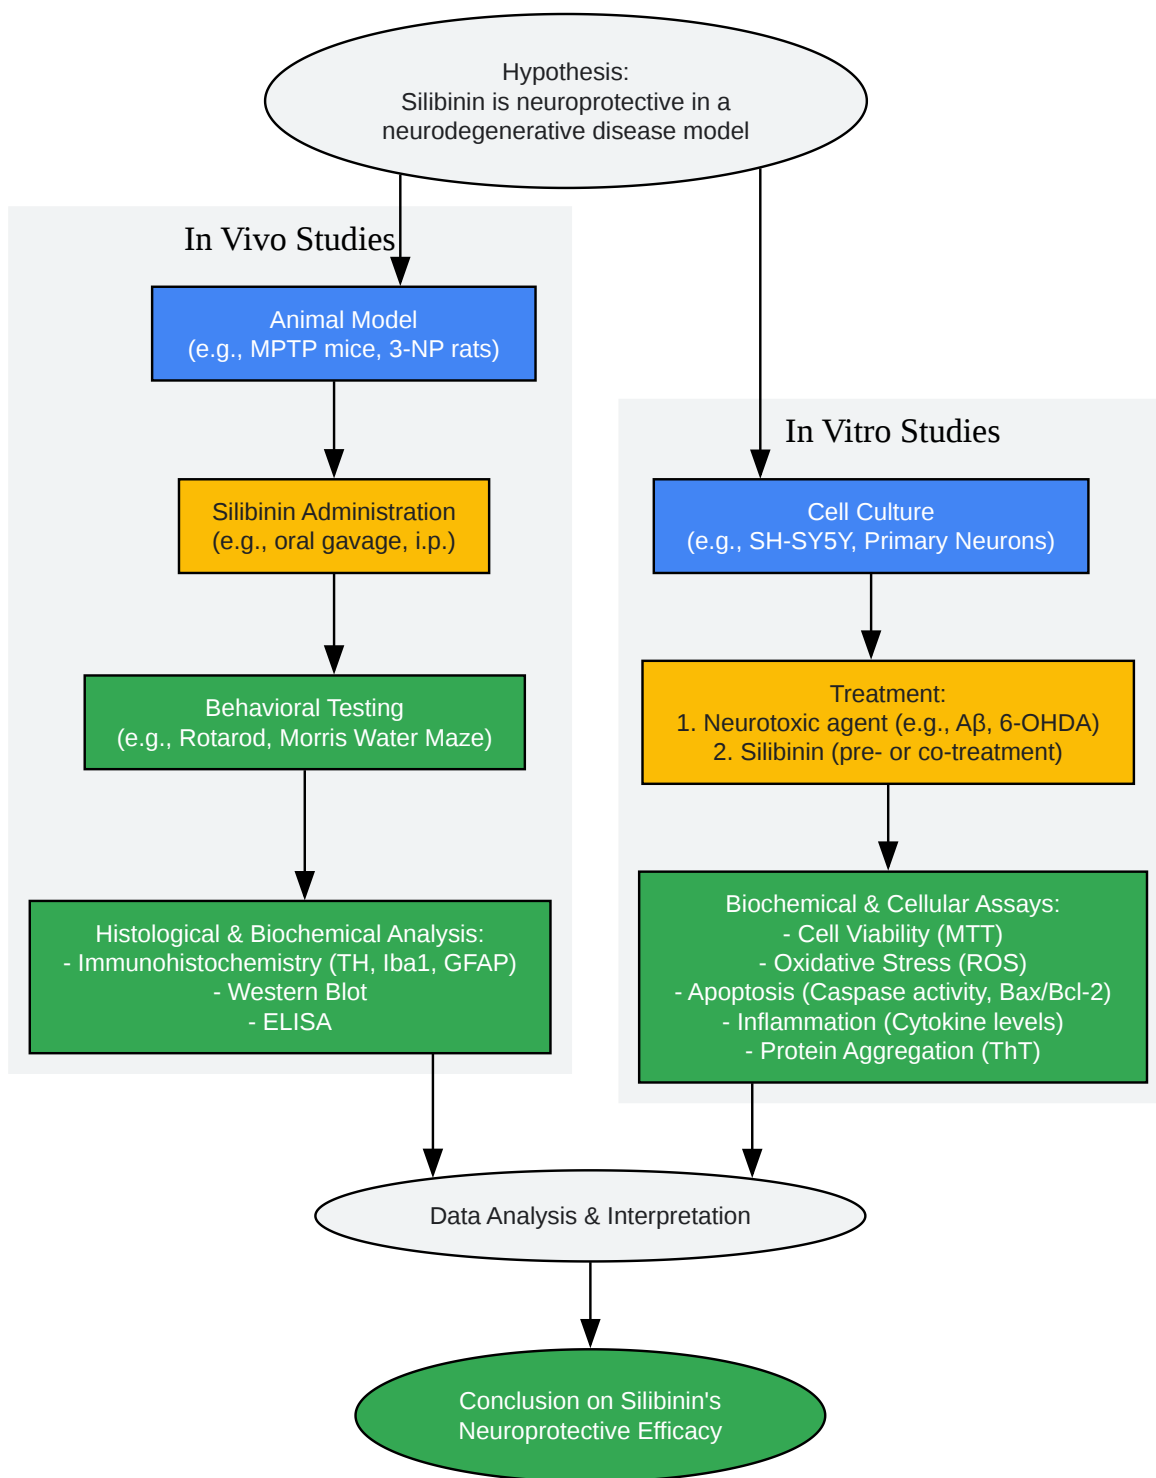 Hypothesis:
Silibinin is neuroprotective in a
neurodegenerative disease model
In Vivo Studies
Animal Model
(e.g., MPTP mice, 3-NP rats)
Silibinin Administration
(e.g., oral gavage, i.p.)
Behavioral Testing
(e.g., Rotarod, Morris Water Maze)
Histological & Biochemical Analysis:
- Immunohistochemistry (TH, Iba1, GFAP)
- Western Blot
- ELISA
In Vitro Studies
Cell Culture
(e.g., SH-SY5Y, Primary Neurons)
Treatment:
1. Neurotoxic agent (e.g., Aβ, 6-OHDA)
2. Silibinin (pre- or co-treatment)
Biochemical & Cellular Assays:
- Cell Viability (MTT)
- Oxidative Stress (ROS)
- Apoptosis (Caspase activity, Bax/Bcl-2)
- Inflammation (Cytokine levels)
- Protein Aggregation (ThT)
Data Analysis & Interpretation
Conclusion on Silibinin's
Neuroprotective Efficacy